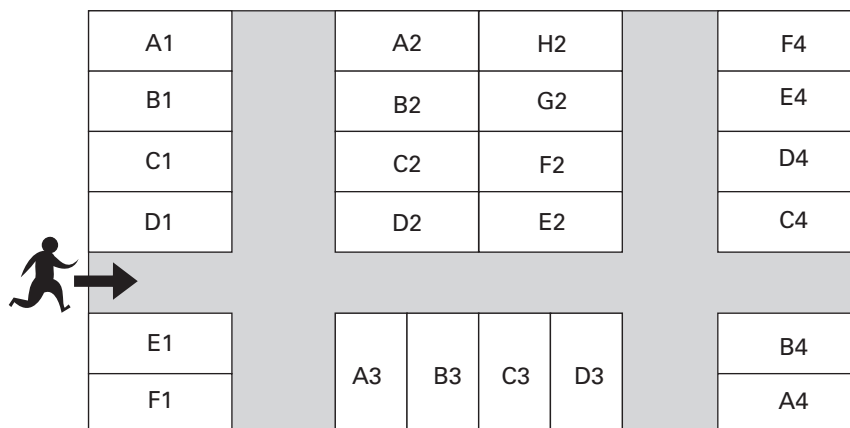 A1 A2 H2 F4
B1 B2 G2 E4
C1 C2 F2 D4
D1 D2 E2 C4
E1 B4
A3 B3 C3 D3
F1 A4